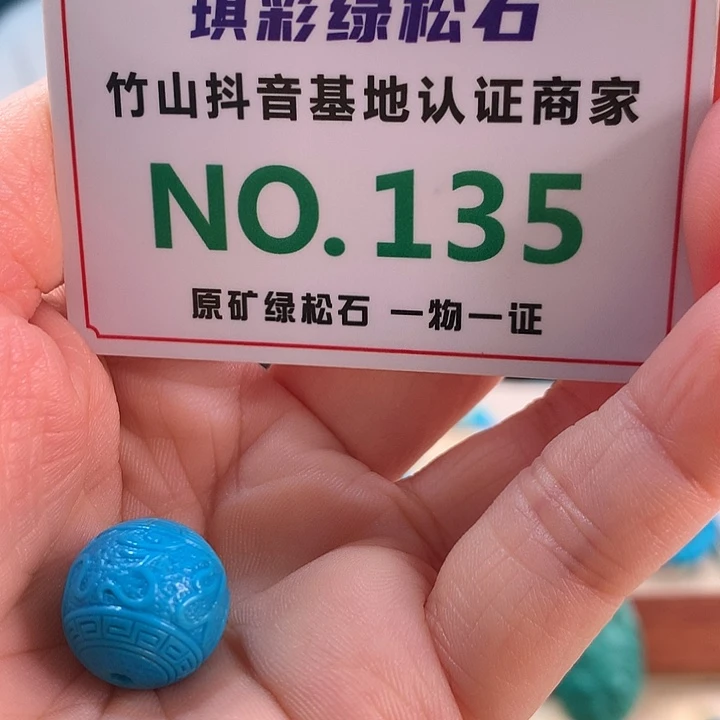 琪彩绿松石
竹山抖音基地认证商家
NO.135
原矿绿松石 一物一证